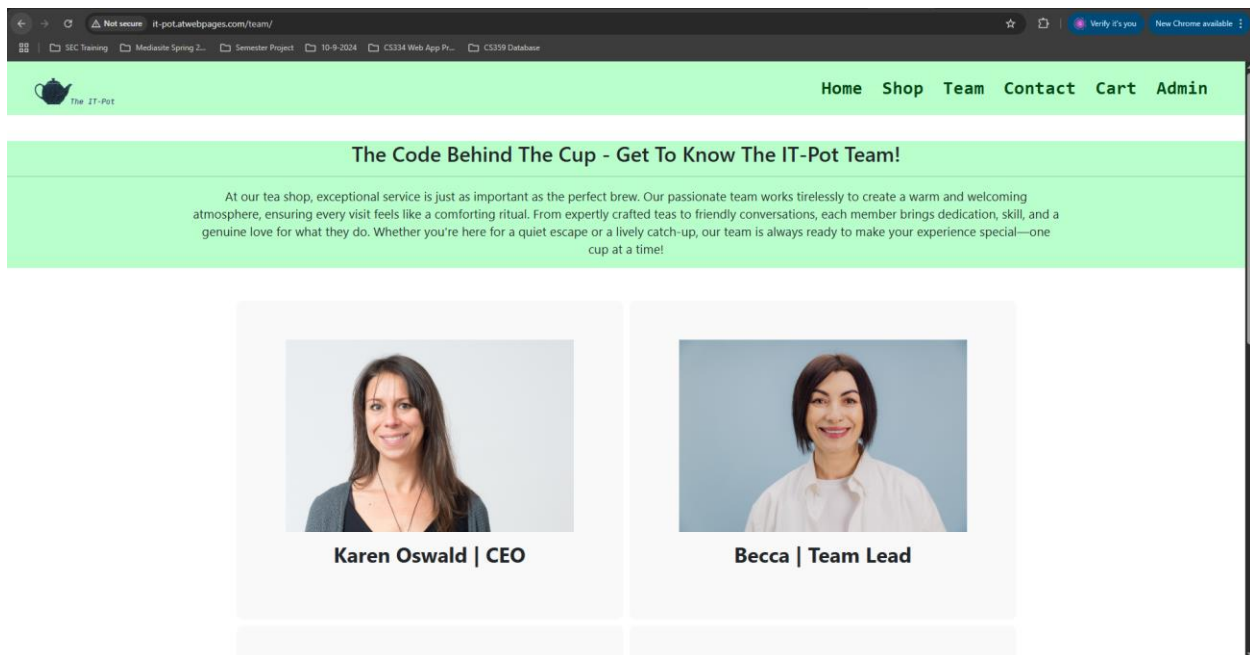 Not secure it-pot.atwebpages.com/team/ Verify it's you New Chrome available
SEC Training Mediasite Spring 2... Semester Project 10-9-2024 CS334 Web App Pr... CS359 Database
The IT-Pot Home Shop Team Contact Cart Admin
The Code Behind The Cup - Get To Know The IT-Pot Team!
At our tea shop, exceptional service is just as important as the perfect brew. Our passionate team works tirelessly to create a warm and welcoming
atmosphere, ensuring every visit feels like a comforting ritual. From expertly crafted teas to friendly conversations, each member brings dedication, skill, and a
genuine love for what they do. Whether you're here for a quiet escape or a lively catch-up, our team is always ready to make your experience special—one
cup at a time!
Karen Oswald | CEO Becca | Team Lead